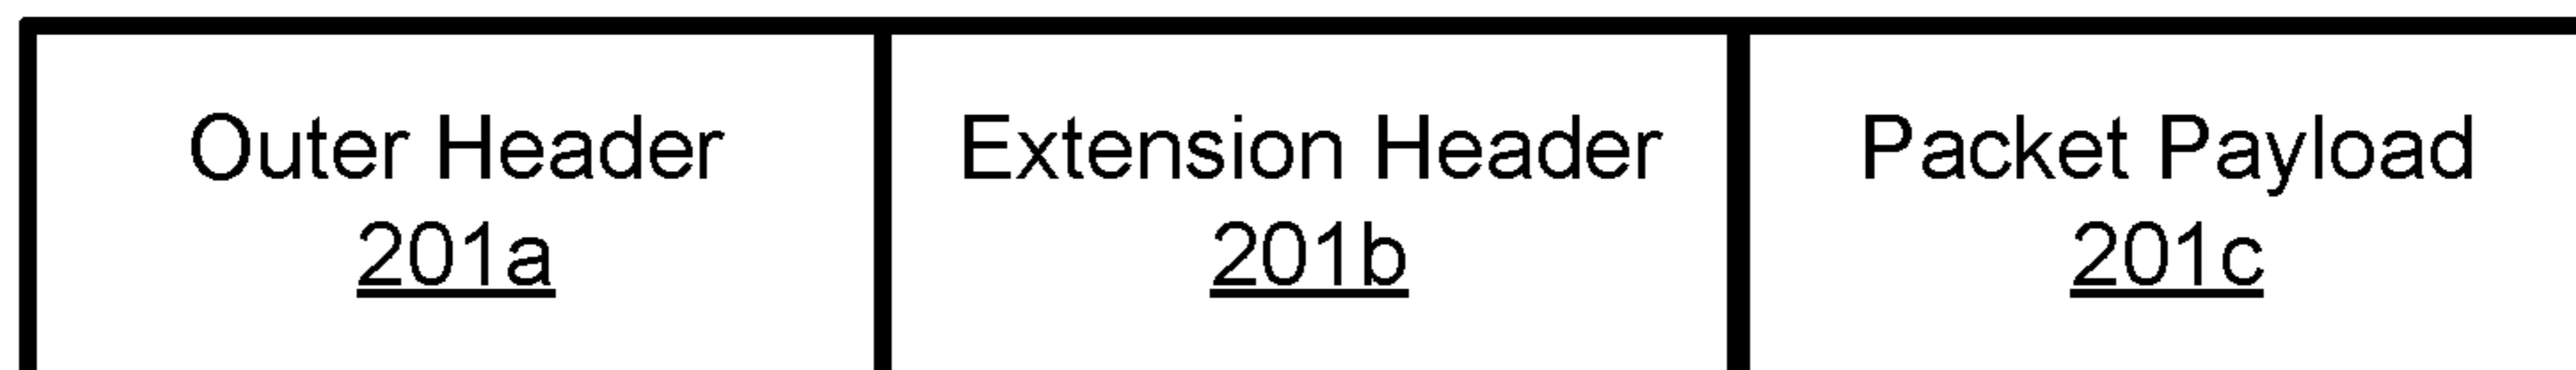 Outer Header
201a
Extension Header
201b
Packet Payload
201c